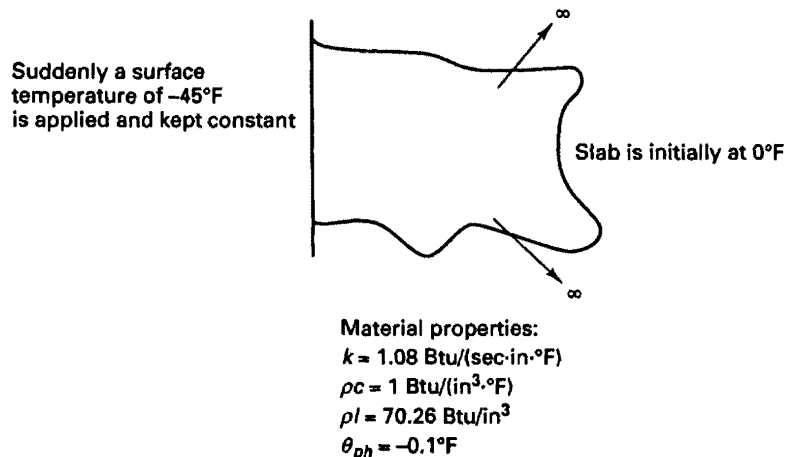 ∞
Suddenly a surface
temperature of –45°F
is applied and kept constant
Slab is initially at 0°F
∞
Material properties:
k = 1.08 Btu/(sec·in·°F)
ρc = 1 Btu/(in³·°F)
ρl = 70.26 Btu/in³
θph = –0.1°F